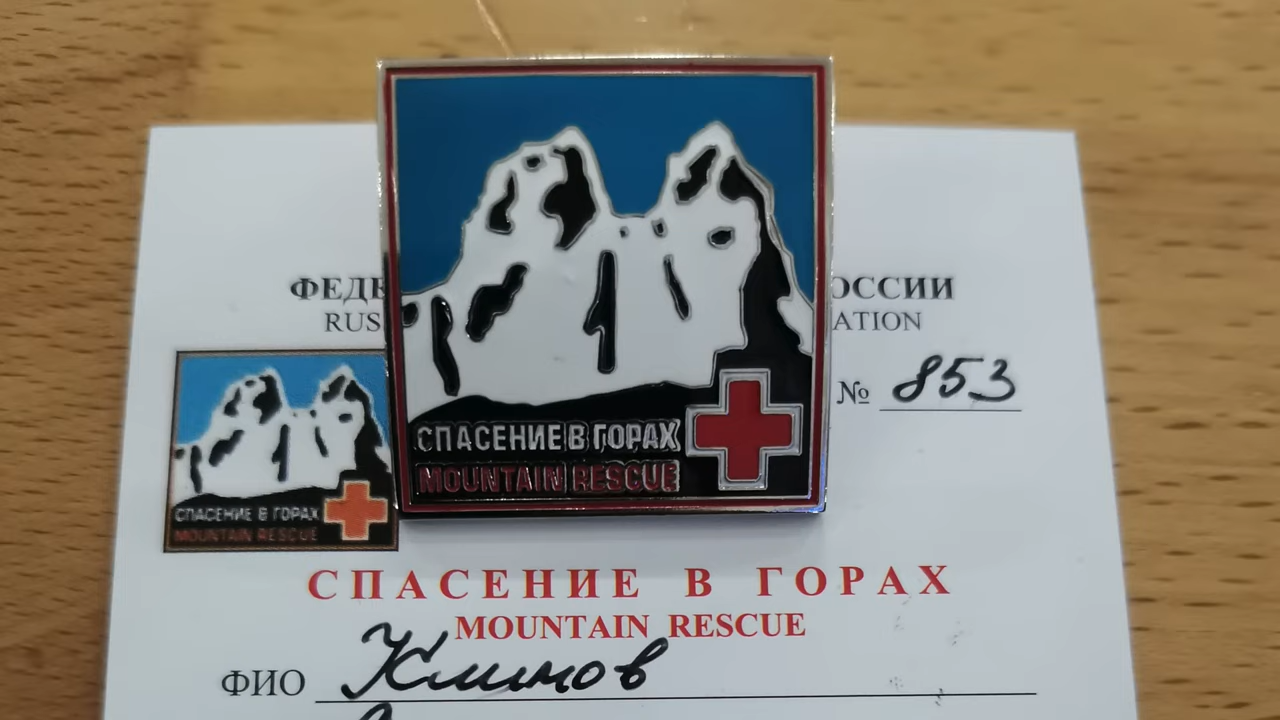 ФЕДЕ ОССИИ
RUS ATION
№ 853
СПАСЕНИЕ В ГОРАХ
MOUNTAIN RESCUE
СПАСЕНИЕ В ГОРАХ
MOUNTAIN RESCUE
СПАСЕНИЕ В ГОРАХ
MOUNTAIN RESCUE
ФИО Климов